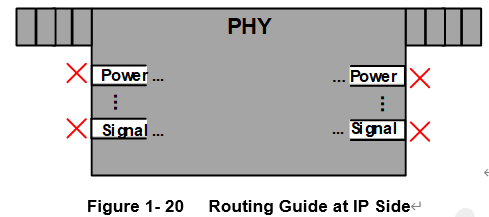 PHY
Power ... ... Power
⋮ ⋮
Signal ... ... Signal
Figure 1- 20 Routing Guide at IP Side↵